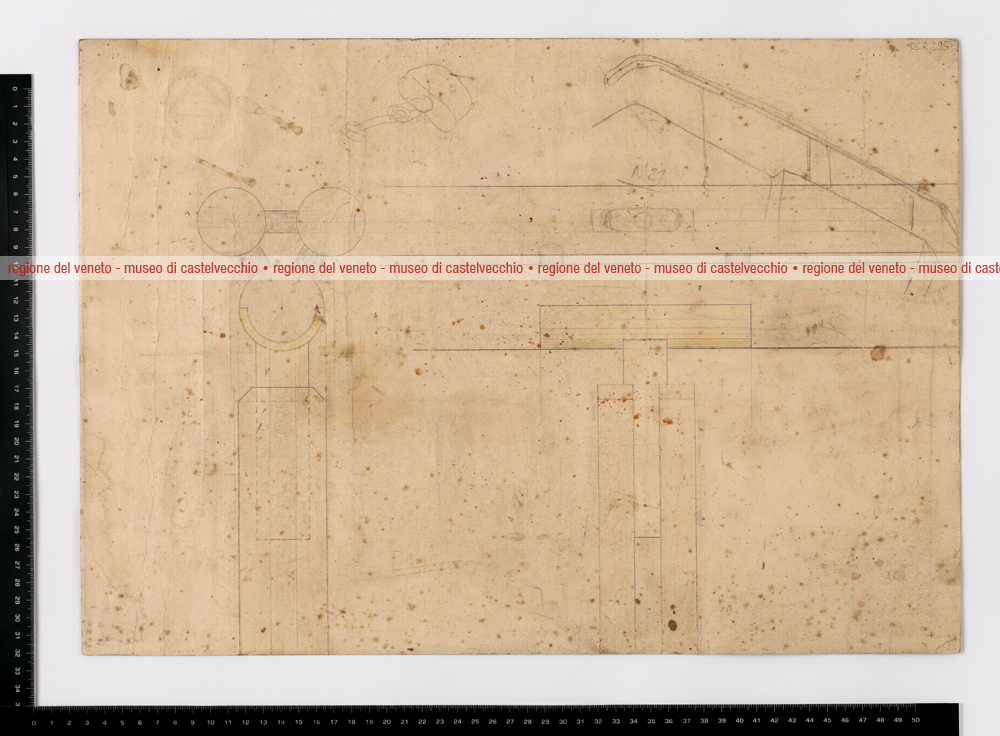 regione del veneto - museo di castelvecchio • regione del veneto - museo di castelvecchio • regione del veneto - museo di castelvecchio • regione del veneto - museo di cast
0 1 2 3 4 5 6 7 8 9 10 11 12 13 14 15 16 17 18 19 20 21 22 23 24 25 26 27 28 29 30 31 32 33 34
0 1 2 3 4 5 6 7 8 9 10 11 12 13 14 15 16 17 18 19 20 21 22 23 24 25 26 27 28 29 30 31 32 33 34 35 36 37 38 39 40 41 42 43 44 45 46 47 48 49 50